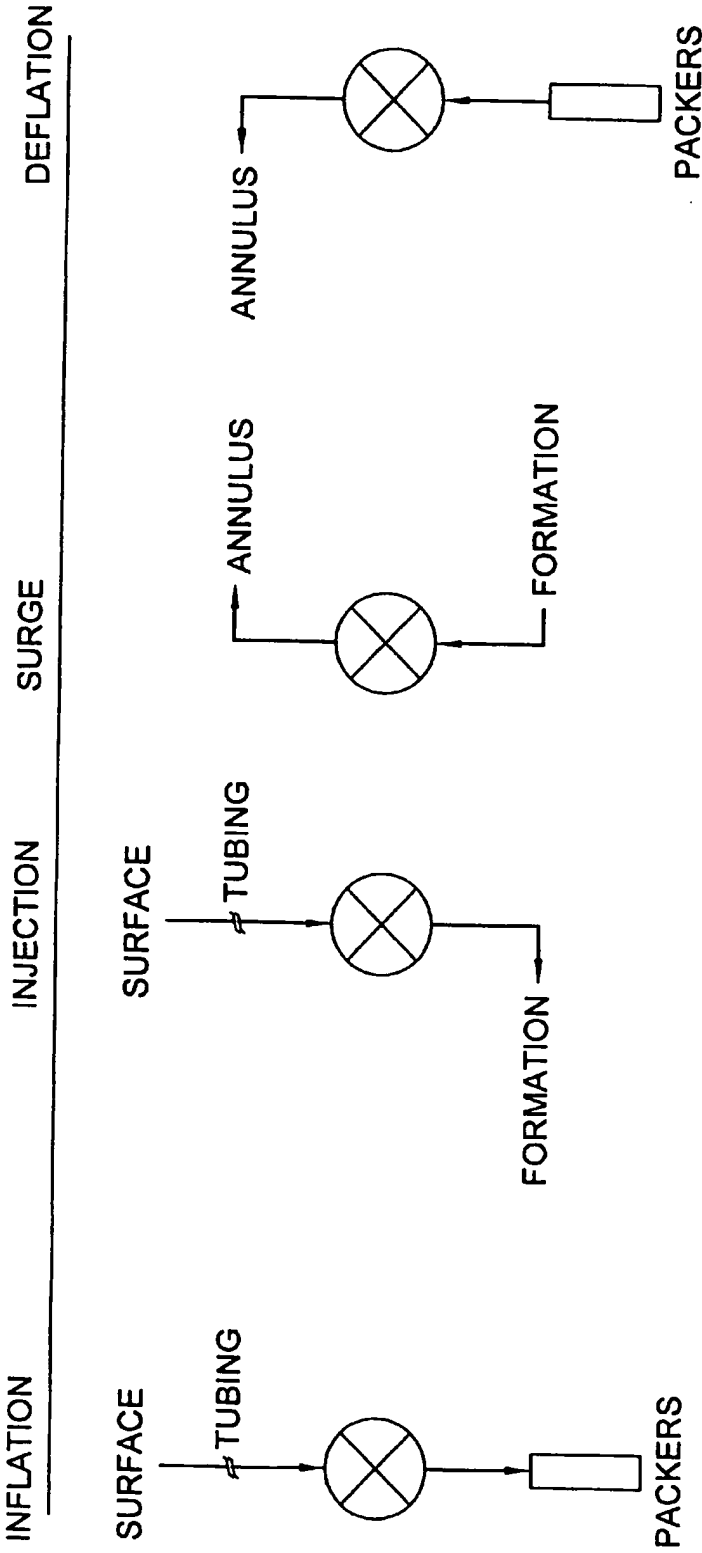 INFLATION
INJECTION
SURGE
DEFLATION
SURFACE
TUBING
PACKERS
SURFACE
TUBING
FORMATION
ANNULUS
FORMATION
ANNULUS
PACKERS